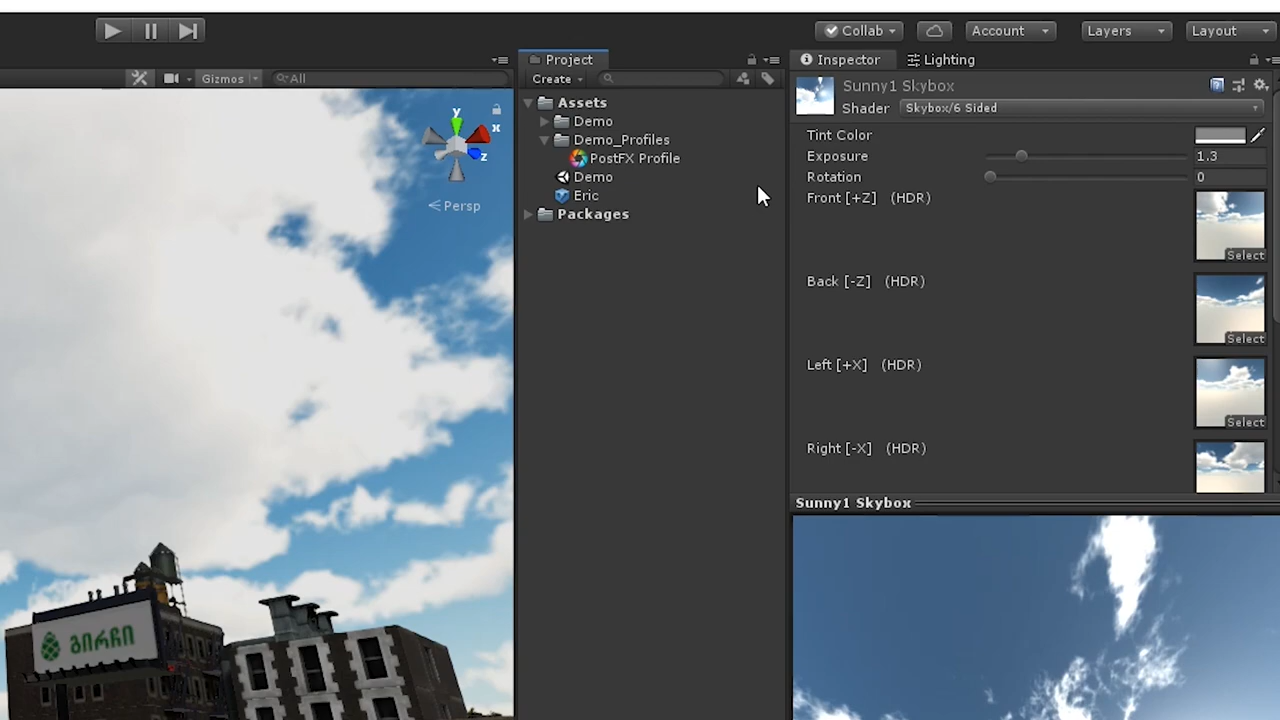 Collab
Account
Layers
Layout
Gizmos
All
y
x
z
Persp
გირჩი
Project
Create
Assets
Demo
Demo_Profiles
PostFX Profile
Demo
Eric
Packages
Inspector
Lighting
Sunny1 Skybox
Shader
Skybox/6 Sided
Tint Color
Exposure
1.3
Rotation
0
Front [+Z] (HDR)
Select
Back [-Z] (HDR)
Select
Left [+X] (HDR)
Select
Right [-X] (HDR)
Sunny1 Skybox